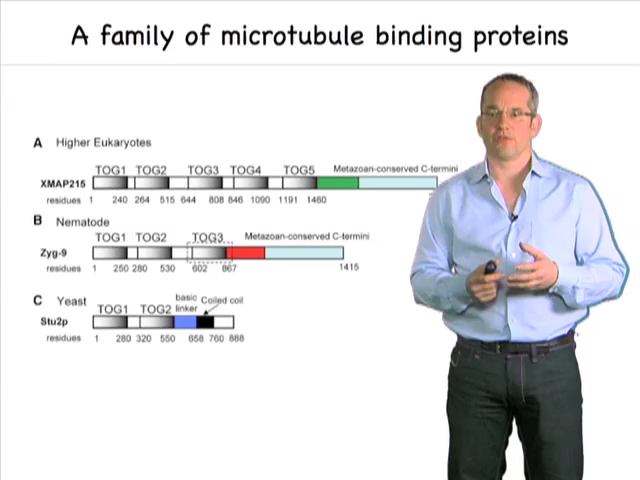 A family of microtubule binding proteins
A Higher Eukaryotes
TOG1 TOG2 TOG3 TOG4 TOG5 Metazoan-conserved C-termini
XMAP215
residues 1 240 264 515 644 808 846 1090 1191 1460
B Nematode
TOG1 TOG2 TOG3 Metazoan-conserved C-termini
Zyg-9
residues 1 250 280 530 602 867 1415
C Yeast
TOG1 TOG2 basic linker Coiled coil
Stu2p
residues 1 280 320 550 658 760 888